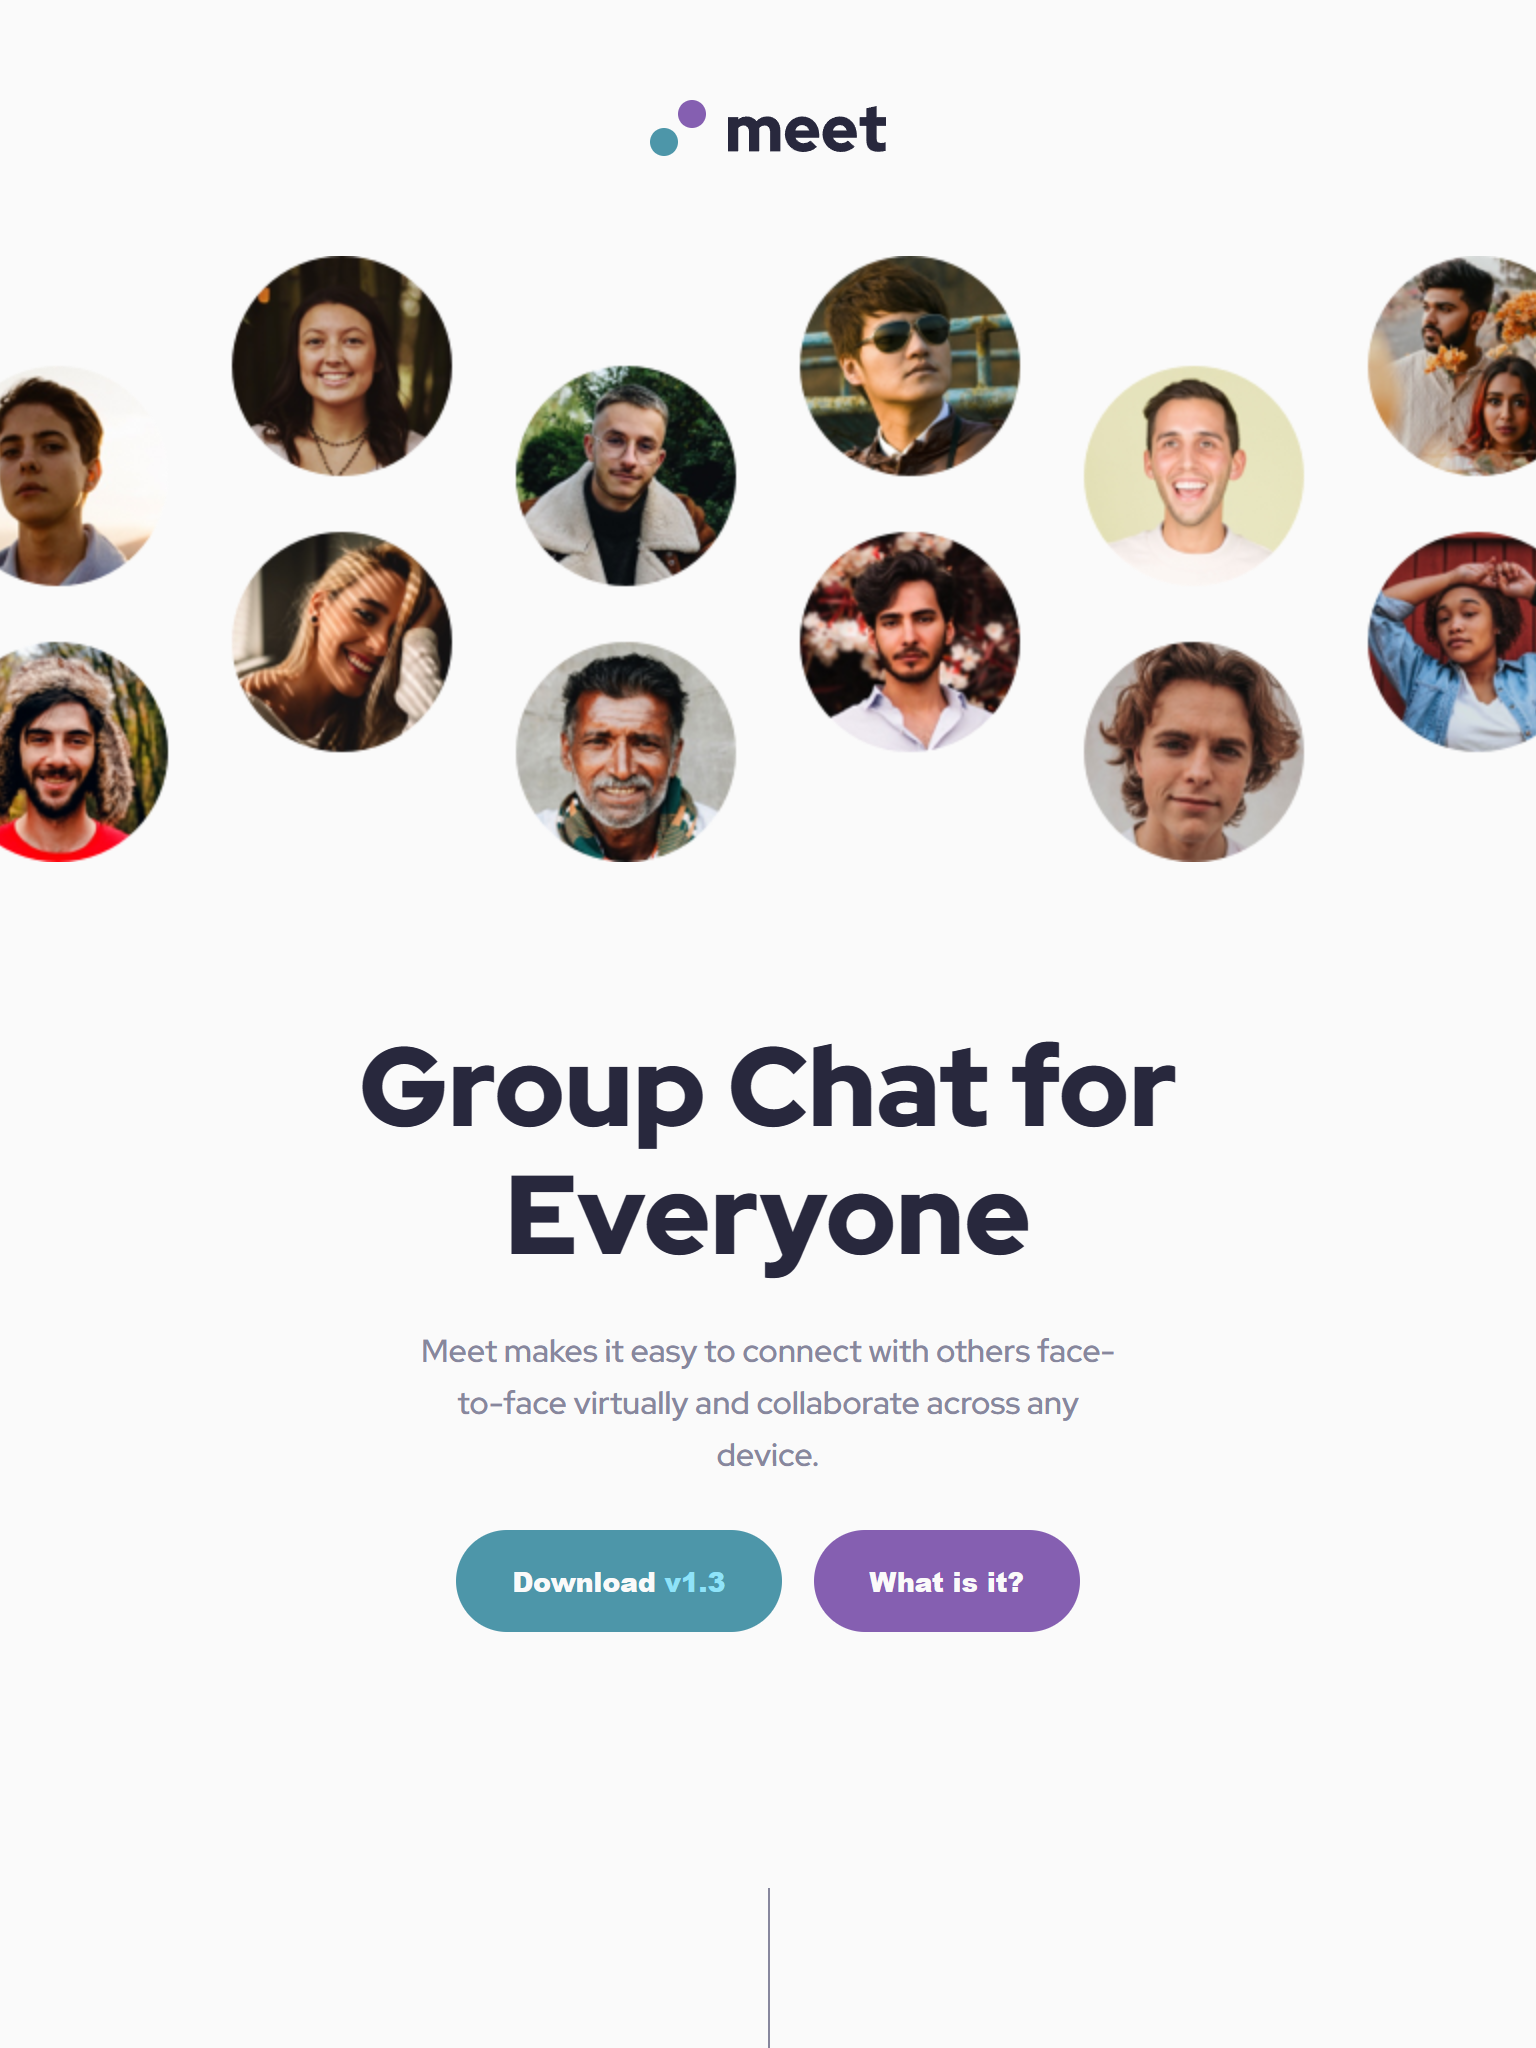 meet
Group Chat for
Everyone
Meet makes it easy to connect with others face-
to-face virtually and collaborate across any
device.
Download v1.3
What is it?